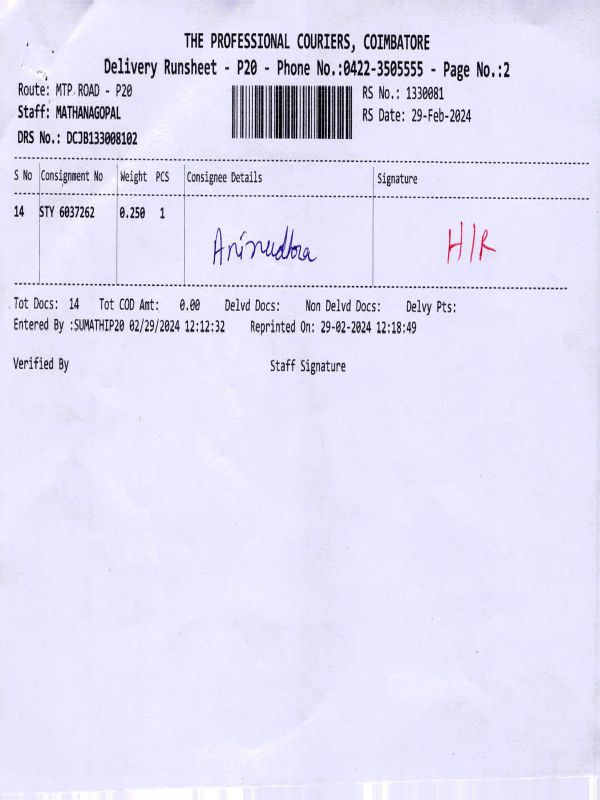 THE PROFESSIONAL COURIERS, COIMBATORE
Delivery Runsheet - P20 - Phone No.:0422-3505555 - Page No.:2
Route: MTP ROAD - P20
RS No.: 1330081
Staff: MATHANAGOPAL
RS Date: 29-Feb-2024
DRS No.: DCJB133008102
S No Consignment No Weight PCS Consignee Details Signature
14 STY 6037262 0.250 1
H/R
Tot Docs: 14 Tot COD Amt: 0.00 Delvd Docs: Non Delvd Docs: Delvy Pts:
Entered By :SUMATHIP20 02/29/2024 12:12:32 Reprinted On: 29-02-2024 12:18:49
Verified By Staff Signature